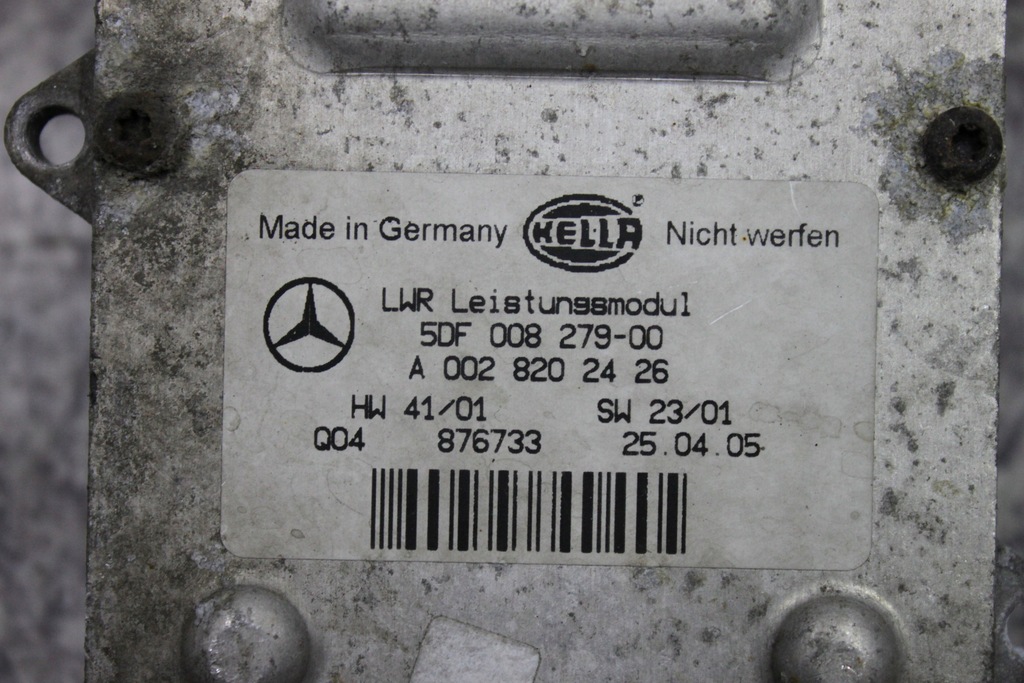 Made in Germany HELLA ® Nicht werfen
LWR Leistungsmodul
5DF 008 279-00
A 002 820 24 26
HW 41/01 SW 23/01
Q04 876733 25.04.05